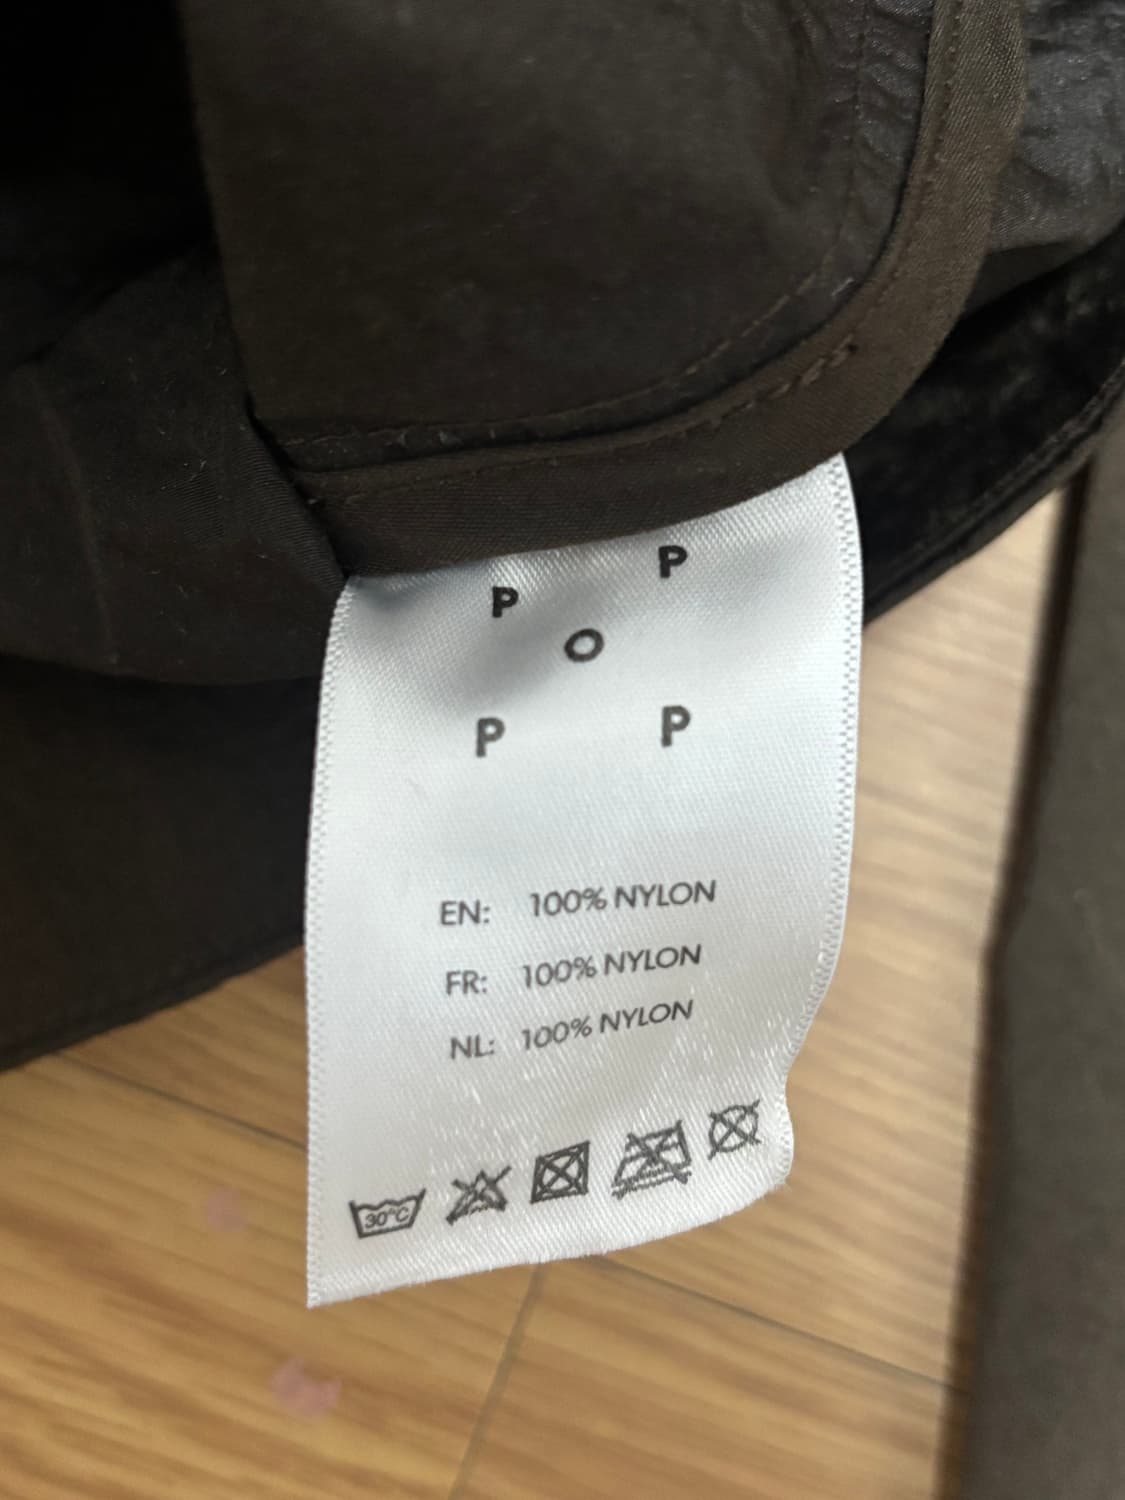 P P
O
P P
EN: 100% NYLON
FR: 100% NYLON
NL: 100% NYLON
30°C